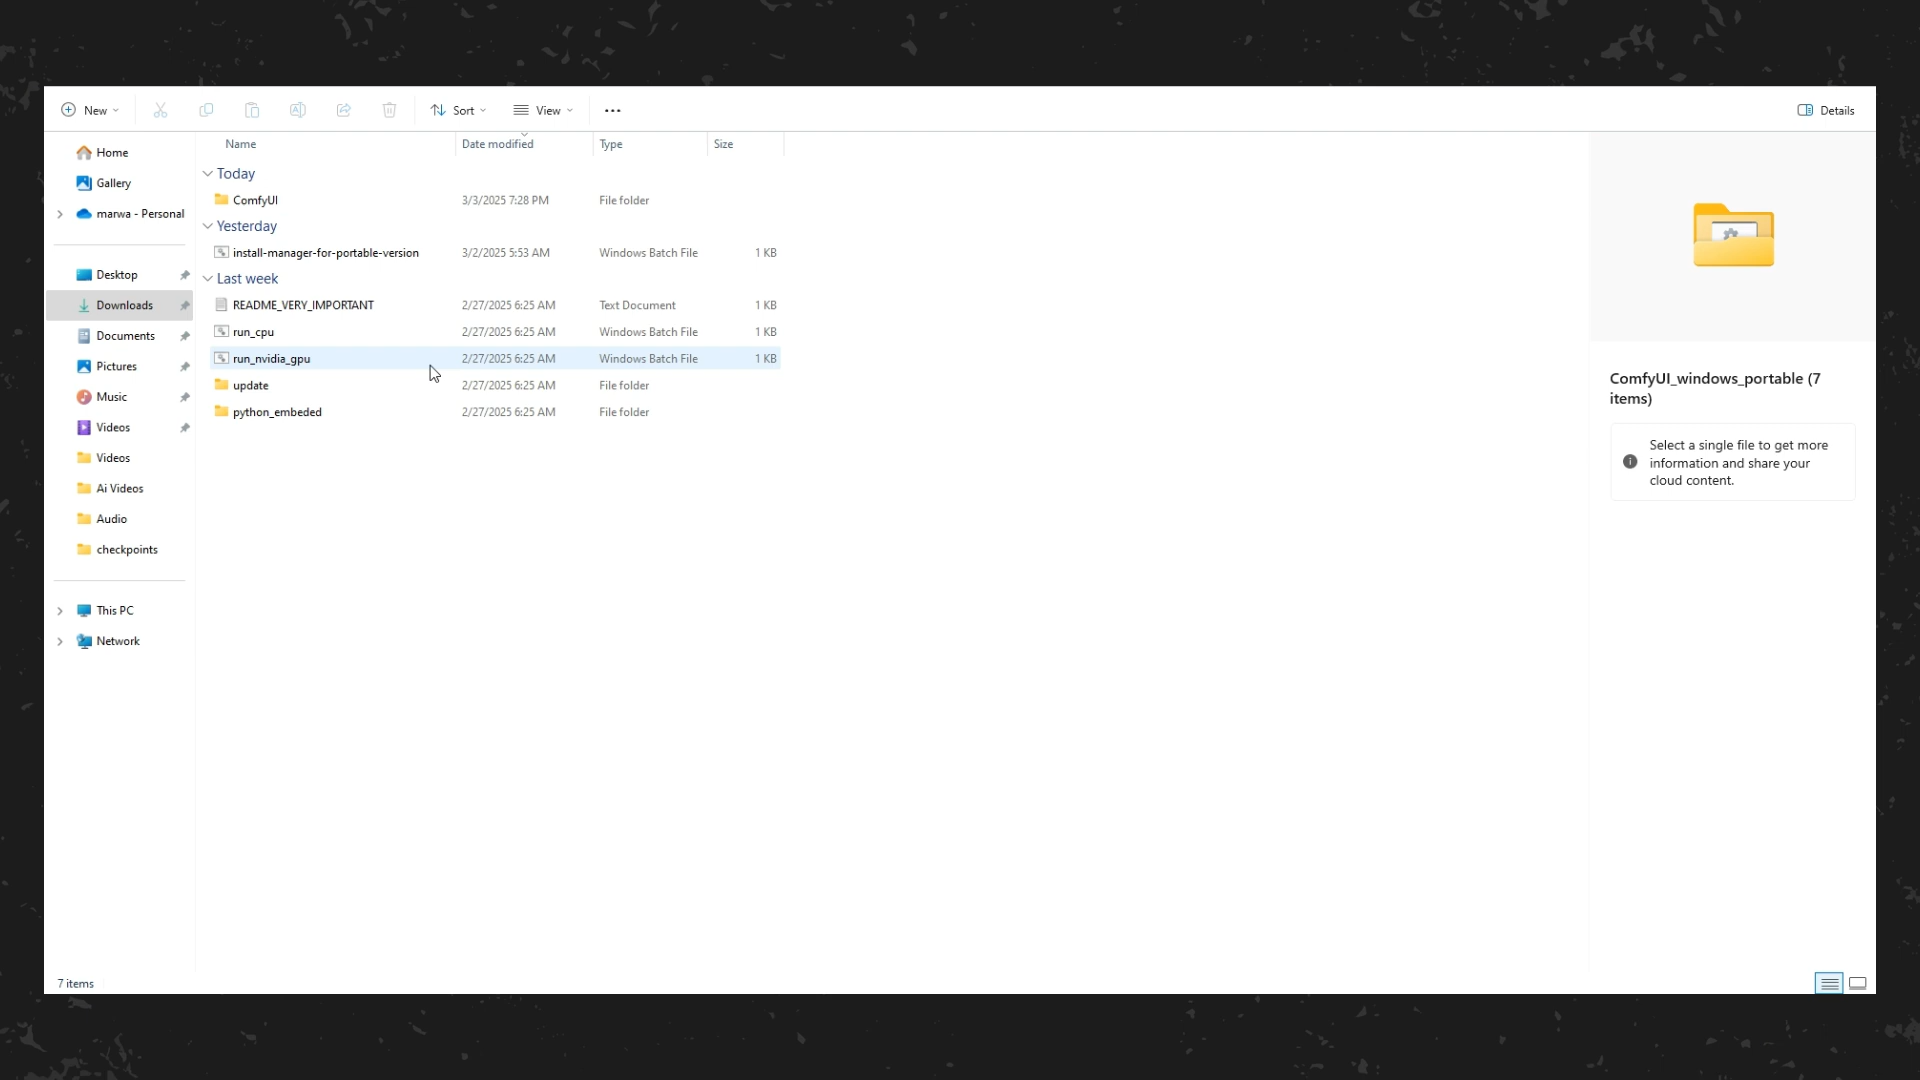 New
Sort
View
Details
Home
Gallery
marwa - Personal
Desktop
Downloads
Documents
Pictures
Music
Videos
Videos
Ai Videos
Audio
checkpoints
This PC
Network
Name Date modified Type Size
Today
ComfyUI 3/3/2025 7:28 PM File folder
Yesterday
install-manager-for-portable-version 3/2/2025 5:53 AM Windows Batch File 1 KB
Last week
README_VERY_IMPORTANT 2/27/2025 6:25 AM Text Document 1 KB
run_cpu 2/27/2025 6:25 AM Windows Batch File 1 KB
run_nvidia_gpu 2/27/2025 6:25 AM Windows Batch File 1 KB
update 2/27/2025 6:25 AM File folder
python_embeded 2/27/2025 6:25 AM File folder
ComfyUI_windows_portable (7
items)
Select a single file to get more
information and share your
cloud content.
7 items